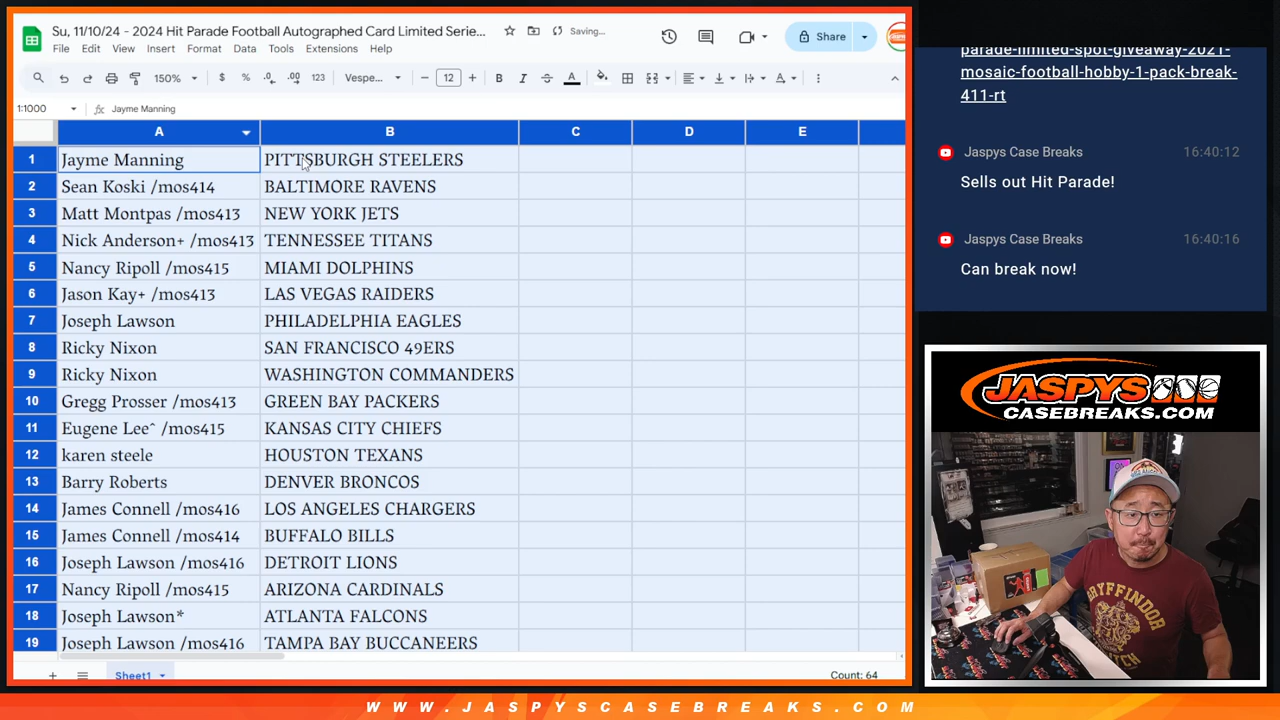 Su, 11/10/24 - 2024 Hit Parade Football Autographed Card Limited Serie...
Saving...
Share
File Edit View Insert Format Data Tools Extensions Help
150% $ % .0 .00 123 Vespe... 12 B I S A
1:1000 fx Jayme Manning
A B C D E
1 Jayme Manning PITTSBURGH STEELERS
2 Sean Koski /mos414 BALTIMORE RAVENS
3 Matt Montpas /mos413 NEW YORK JETS
4 Nick Anderson+ /mos413 TENNESSEE TITANS
5 Nancy Ripoll /mos415 MIAMI DOLPHINS
6 Jason Kay+ /mos413 LAS VEGAS RAIDERS
7 Joseph Lawson PHILADELPHIA EAGLES
8 Ricky Nixon SAN FRANCISCO 49ERS
9 Ricky Nixon WASHINGTON COMMANDERS
10 Gregg Prosser /mos413 GREEN BAY PACKERS
11 Eugene Lee^ /mos415 KANSAS CITY CHIEFS
12 karen steele HOUSTON TEXANS
13 Barry Roberts DENVER BRONCOS
14 James Connell /mos416 LOS ANGELES CHARGERS
15 James Connell /mos414 BUFFALO BILLS
16 Joseph Lawson /mos416 DETROIT LIONS
17 Nancy Ripoll /mos415 ARIZONA CARDINALS
18 Joseph Lawson* ATLANTA FALCONS
19 Joseph Lawson /mos416 TAMPA BAY BUCCANEERS
Sheet1
Count: 64
parade-limited-spot-giveaway-2021-
mosaic-football-hobby-1-pack-break-
411-rt
Jaspys Case Breaks 16:40:12
Sells out Hit Parade!
Jaspys Case Breaks 16:40:16
Can break now!
JASPYS
CASEBREAKS.COM
GRYFFINDOR
WWW.JASPYSCASEBREAKS.COM